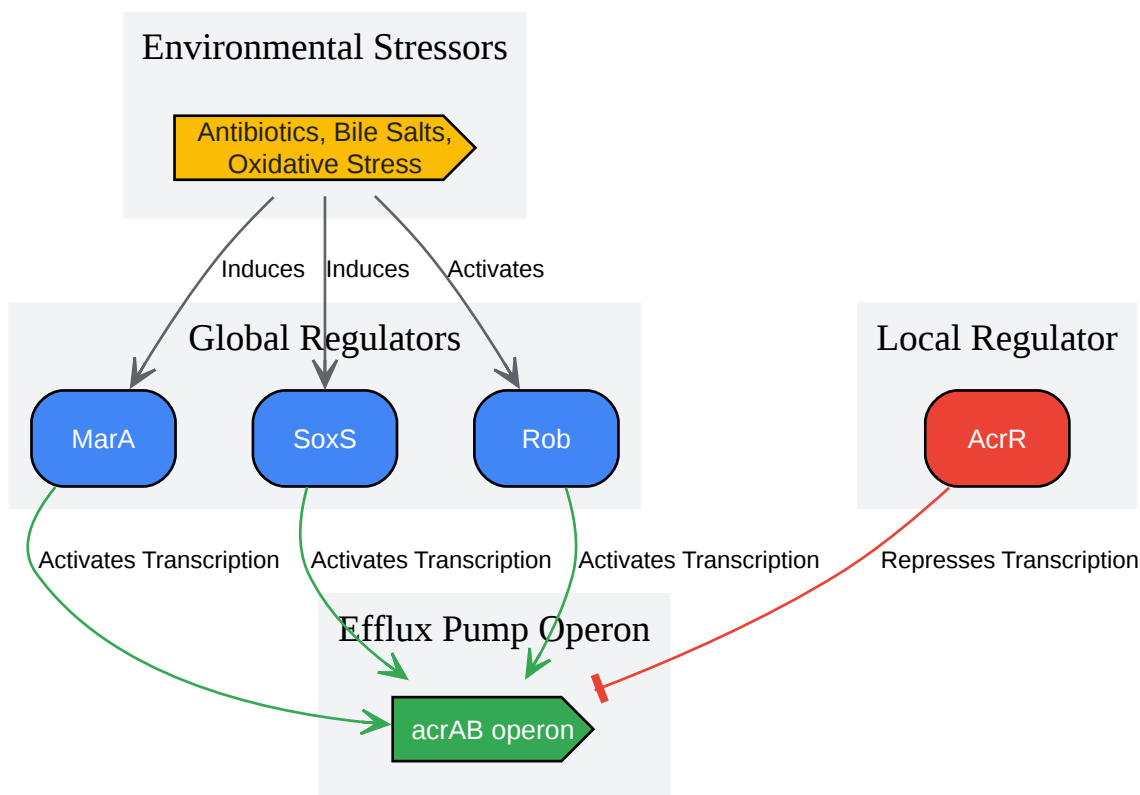 Environmental Stressors
Antibiotics, Bile Salts,
Oxidative Stress
Induces
Induces
Activates
Global Regulators
Local Regulator
MarA
SoxS
Rob
AcrR
Activates Transcription
Activates Transcription
Activates Transcription
Represses Transcription
Efflux Pump Operon
acrAB operon